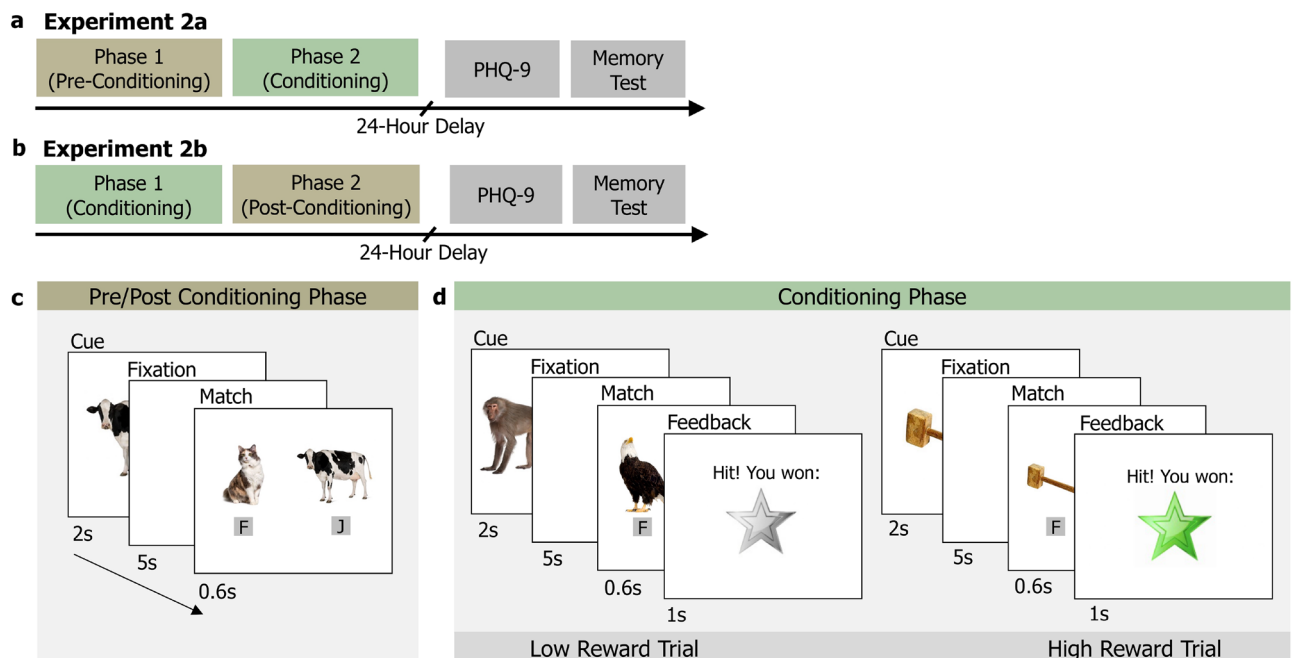 a Experiment 2a
Phase 1
(Pre-Conditioning)
Phase 2
(Conditioning)
PHQ-9
Memory
Test
24-Hour Delay
b Experiment 2b
Phase 1
(Conditioning)
Phase 2
(Post-Conditioning)
PHQ-9
Memory
Test
24-Hour Delay
c Pre/Post Conditioning Phase
Cue
Fixation
Match
F J
2s
5s
0.6s
d Conditioning Phase
Cue
Fixation
Match
Feedback
Hit! You won:
F
2s
5s
0.6s
1s
Low Reward Trial
Cue
Fixation
Match
Feedback
Hit! You won:
F
2s
5s
0.6s
1s
High Reward Trial